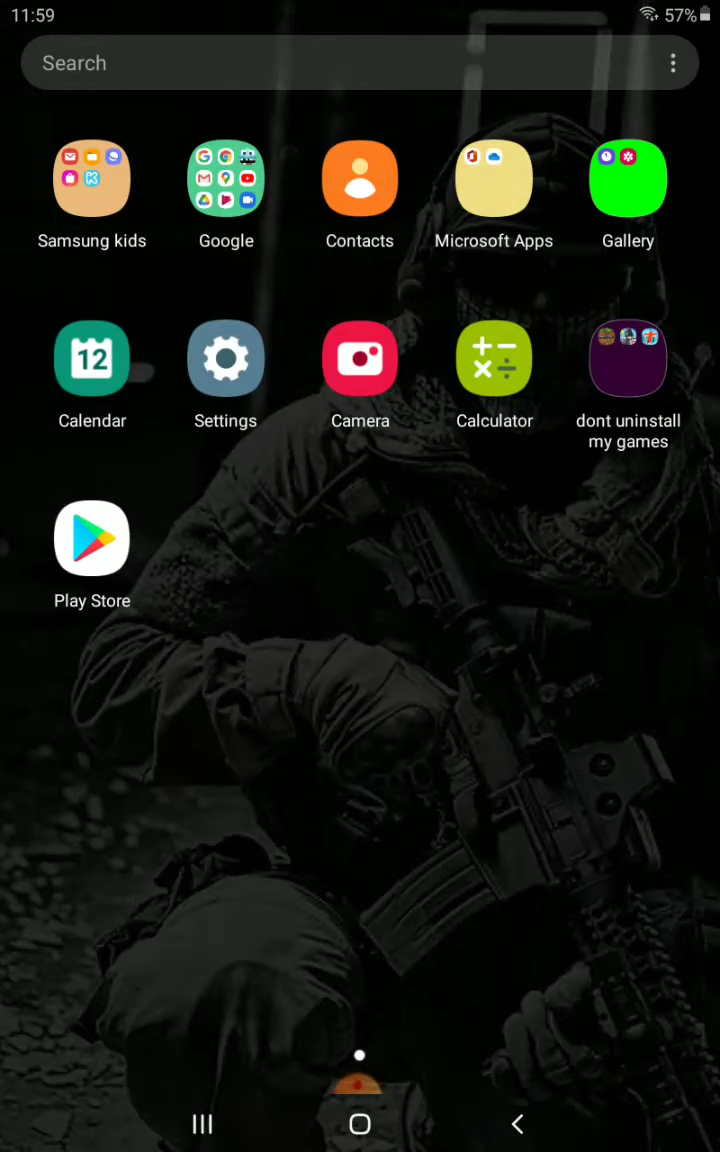 11:59
57%
Search
Samsung kids
Google
Contacts
Microsoft Apps
Gallery
12
Calendar
Settings
Camera
Calculator
dont uninstall
my games
Play Store